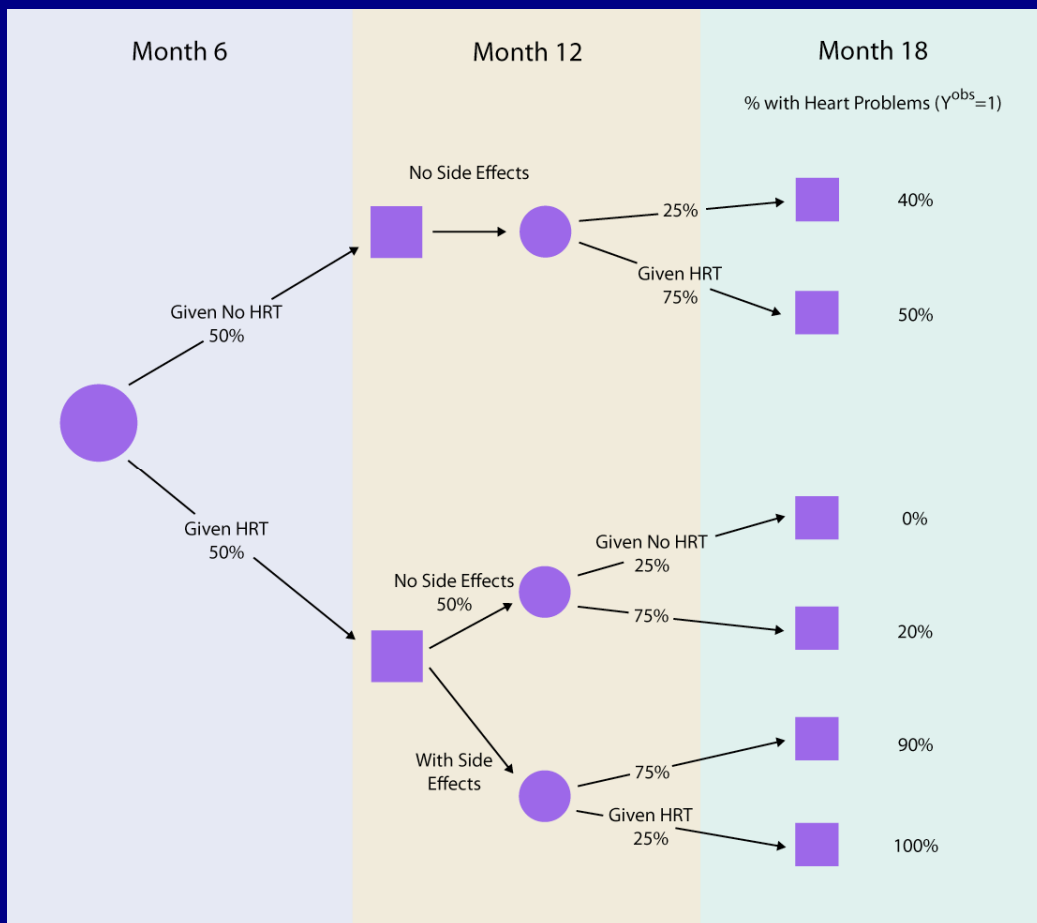 Month 6
Month 12
Month 18
% with Heart Problems (Y^obs=1)
No Side Effects
25%
40%
Given HRT
75%
50%
Given No HRT
50%
Given HRT
50%
No Side Effects
50%
Given No HRT
25%
0%
75%
20%
With Side
Effects
75%
90%
Given HRT
25%
100%